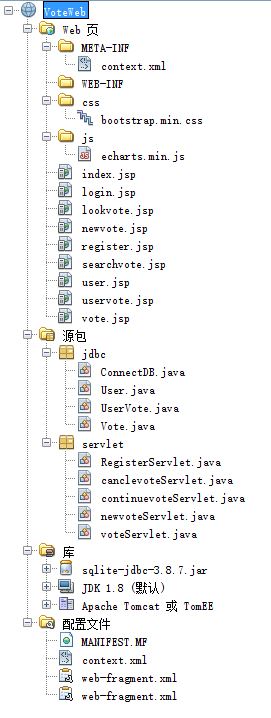 VoteWeb
Web 页
META-INF
context.xml
WEB-INF
css
bootstrap.min.css
js
echarts.min.js
index.jsp
login.jsp
lookvote.jsp
newvote.jsp
register.jsp
searchvote.jsp
user.jsp
uservote.jsp
vote.jsp
源包
jdbc
ConnectDB.java
User.java
UserVote.java
Vote.java
servlet
RegisterServlet.java
canclevoteServlet.java
continuevoteServlet.java
newvoteServlet.java
voteServlet.java
库
sqlite-jdbc-3.8.7.jar
JDK 1.8 (默认)
Apache Tomcat 或 TomEE
配置文件
MANIFEST.MF
context.xml
web-fragment.xml
web-fragment.xml